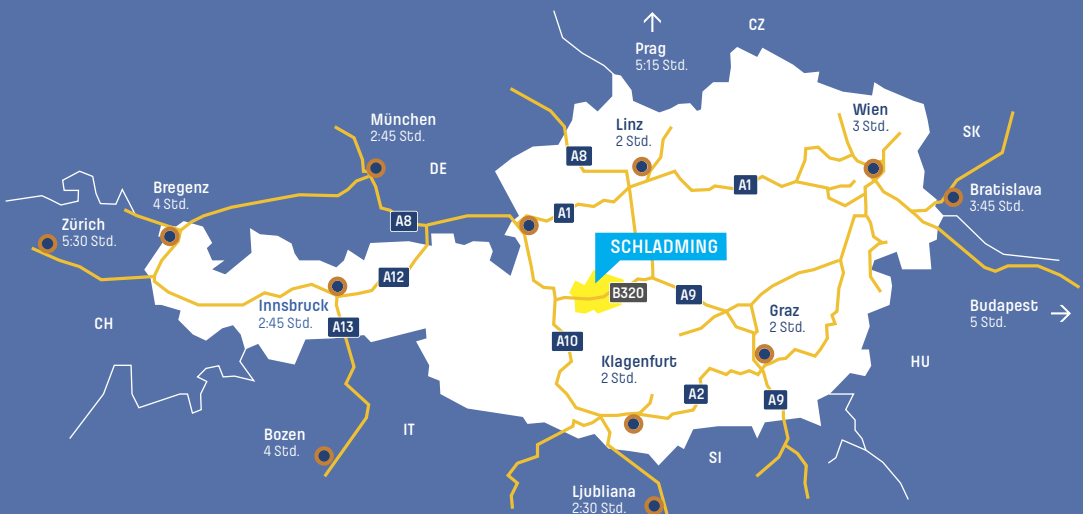 CZ
Prag
5:15 Std.
Wien
3 Std.
München
2:45 Std.
Linz
2 Std.
SK
A8
DE
A1
Bregenz
4 Std.
Bratislava
3:45 Std.
Zürich
5:30 Std.
A8
A1
SCHLADMING
A12
B320
A9
Innsbruck
2:45 Std.
Budapest
5 Std.
Graz
2 Std.
CH
A13
A10
Klagenfurt
2 Std.
HU
A2
A9
IT
Bozen
4 Std.
SI
Ljubliana
2:30 Std.